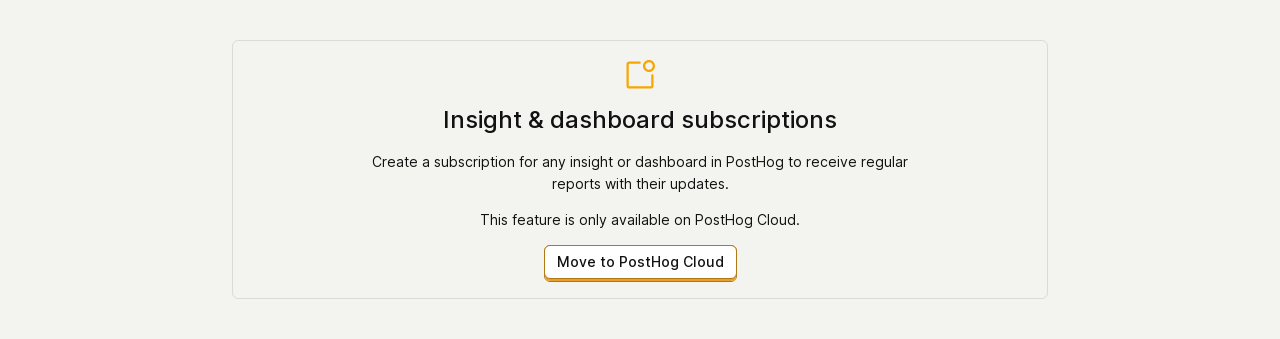 Insight & dashboard subscriptions
Create a subscription for any insight or dashboard in PostHog to receive regular
reports with their updates.
This feature is only available on PostHog Cloud.
Move to PostHog Cloud